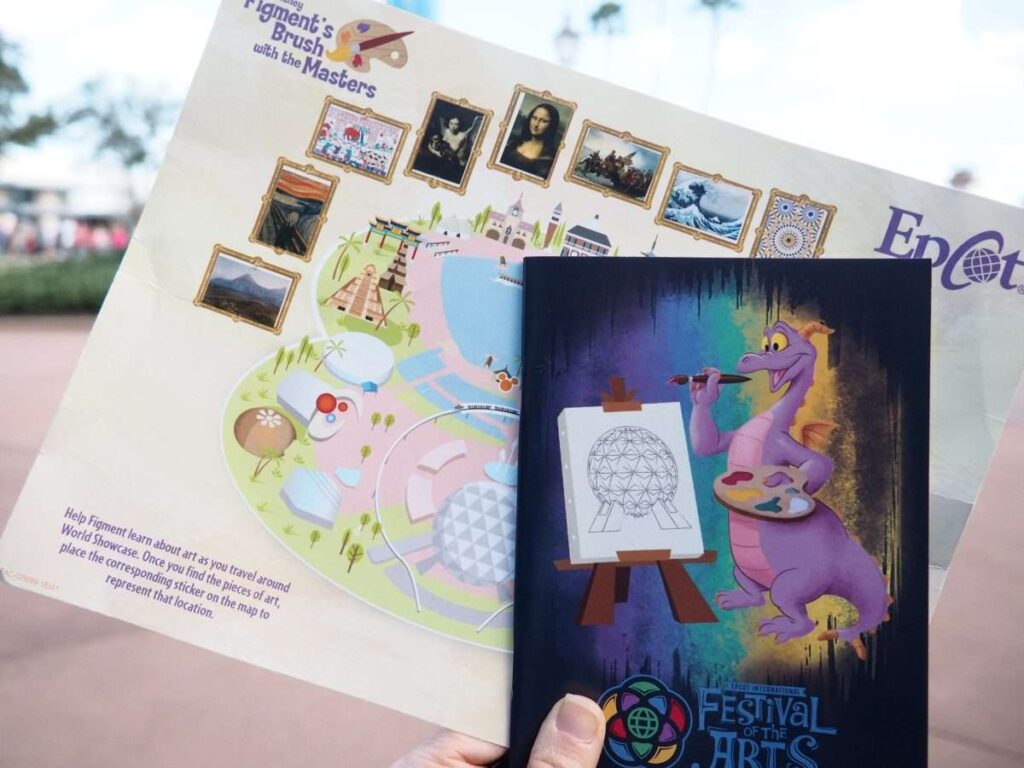 Figment's
Brush
with the Masters
EPCOT
Help Figment learn about art as you travel around
World Showcase. Once you find the pieces of art,
place the corresponding sticker on the map to
represent that location.
EPCOT INTERNATIONAL
FESTIVAL
OF THE
ARTS